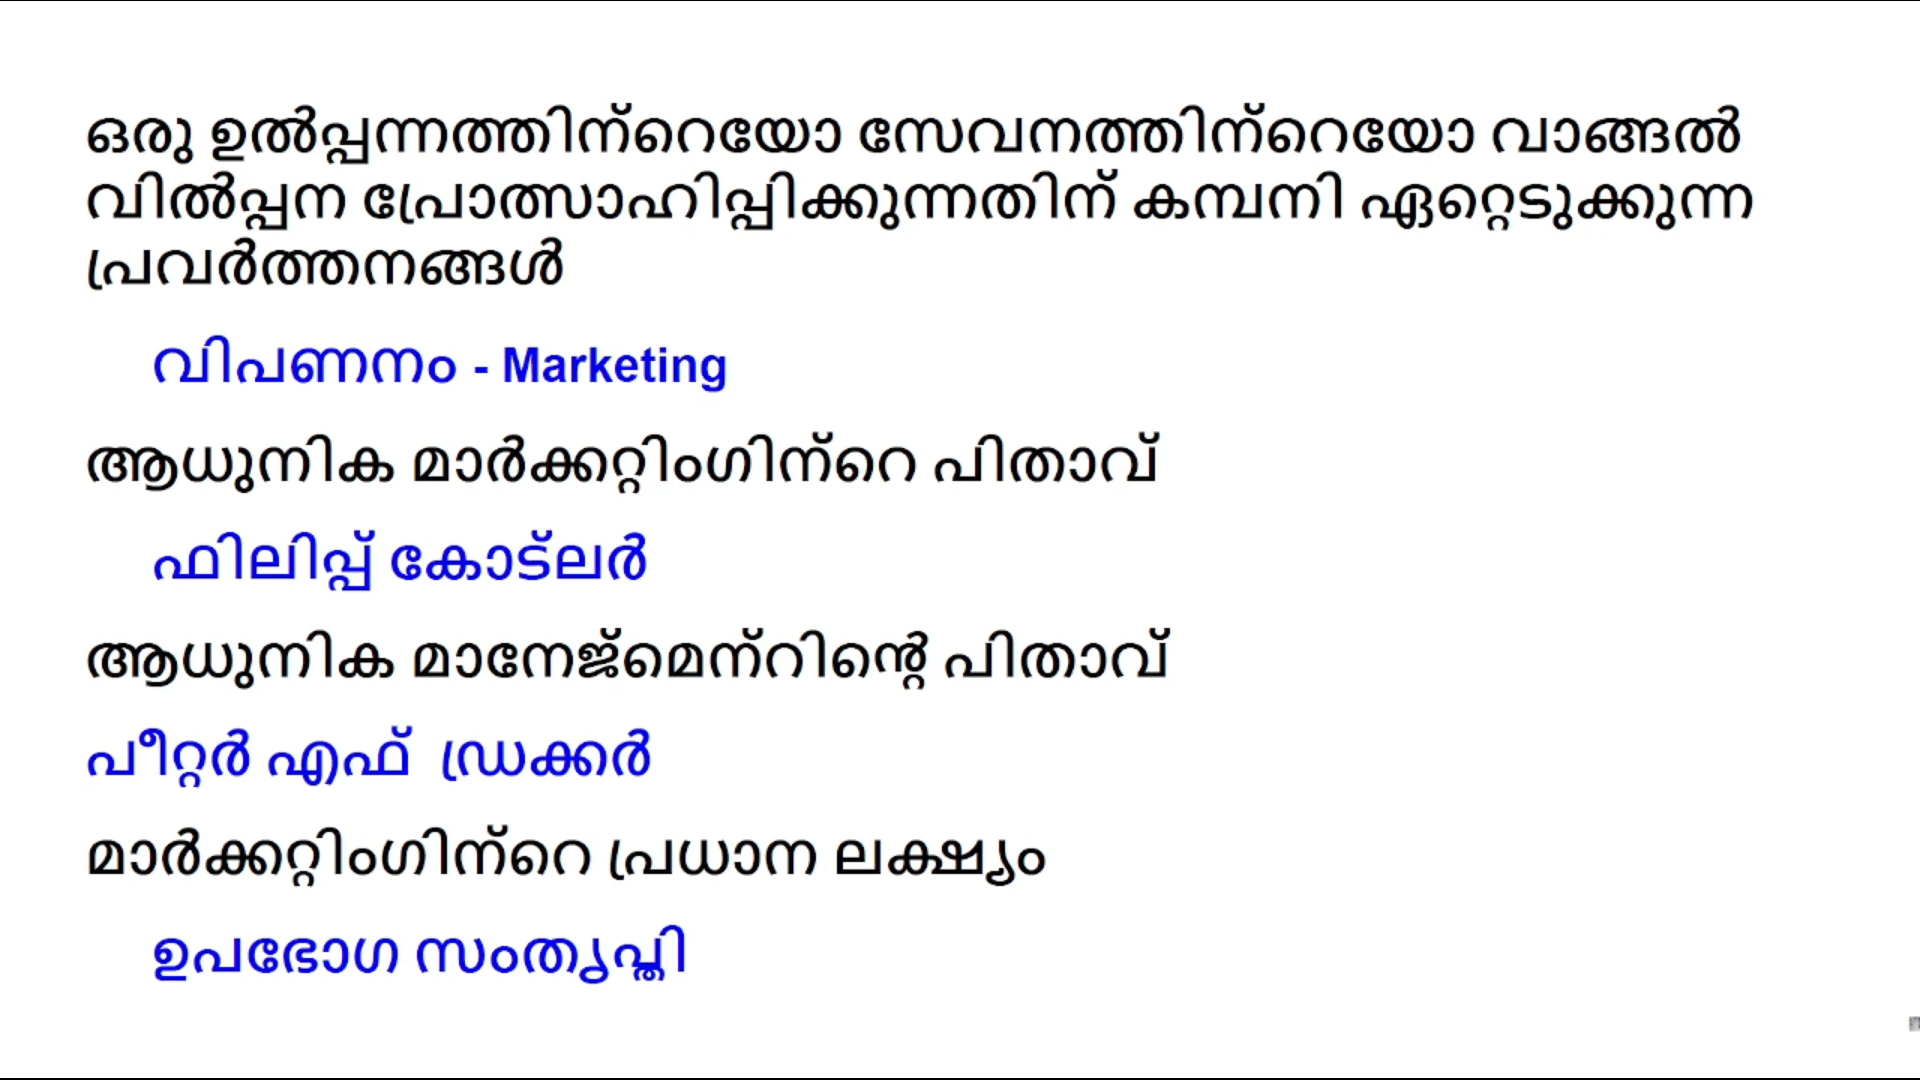 ഒരു ഉൽപ്പന്നത്തിന്റെയോ സേവനത്തിന്റെയോ വാങ്ങൽ
വിൽപ്പന പ്രോത്സാഹിപ്പിക്കുന്നതിന് കമ്പനി ഏറ്റെടുക്കുന്ന
പ്രവർത്തനങ്ങൾ
വിപണനം - Marketing
ആധുനിക മാർക്കറ്റിംഗിന്റെ പിതാവ്
ഫിലിപ്പ് കോട്ലർ
ആധുനിക മാനേജ്മെന്റിന്റെ പിതാവ്
പീറ്റർ എഫ് ഡ്രക്കർ
മാർക്കറ്റിംഗിന്റെ പ്രധാന ലക്ഷ്യം
ഉപഭോഗ സംതൃപ്തി